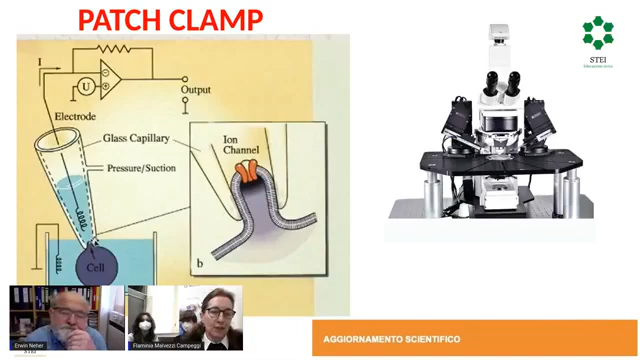 PATCH CLAMP
STEI
I
U
Output
Electrode
Glass Capillary
Pressure/Suction
Ion
Channel
Cell
b
Erwin Neher
Flaminia Malvezzi Campeggi
STEI
AGGIORNAMENTO SCIENTIFICO